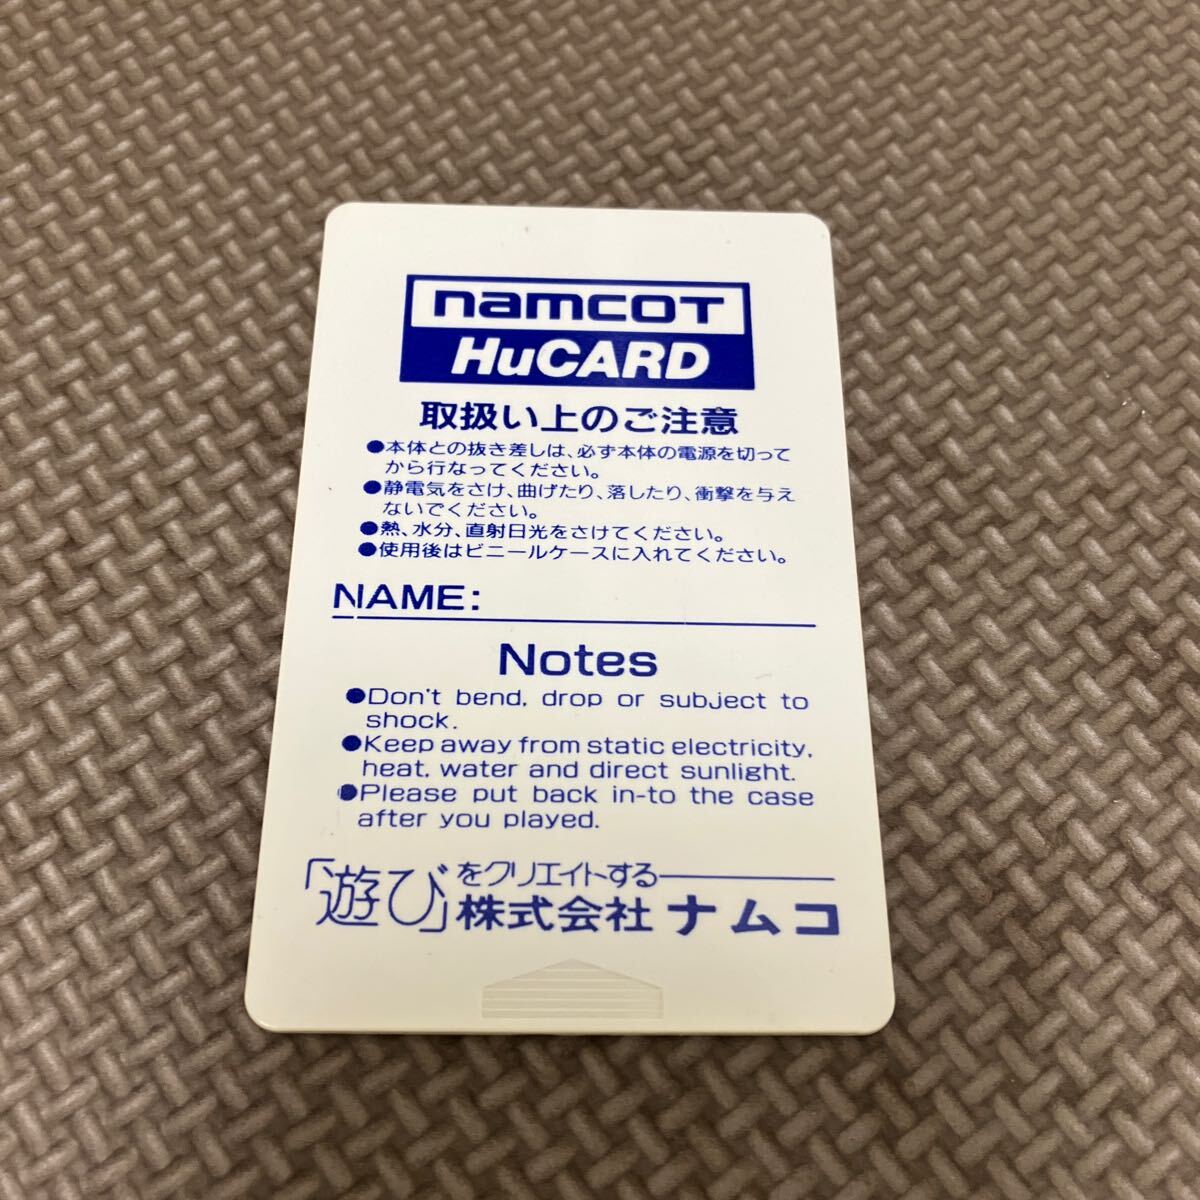 namcoT
HuCARD
取扱い上のご注意
●本体との抜き差しは、必ず本体の電源を切って
から行なってください。
●静電気をさけ、曲げたり、落したり、衝撃を与え
ないでください。
●熱、水分、直射日光をさけてください。
●使用後はビニールケースに入れてください。
NAME:
Notes
●Don't bend, drop or subject to
shock.
●Keep away from static electricity,
heat, water and direct sunlight.
●Please put back in-to the case
after you played.
「遊び」をクリエイトする
株式会社ナムコ